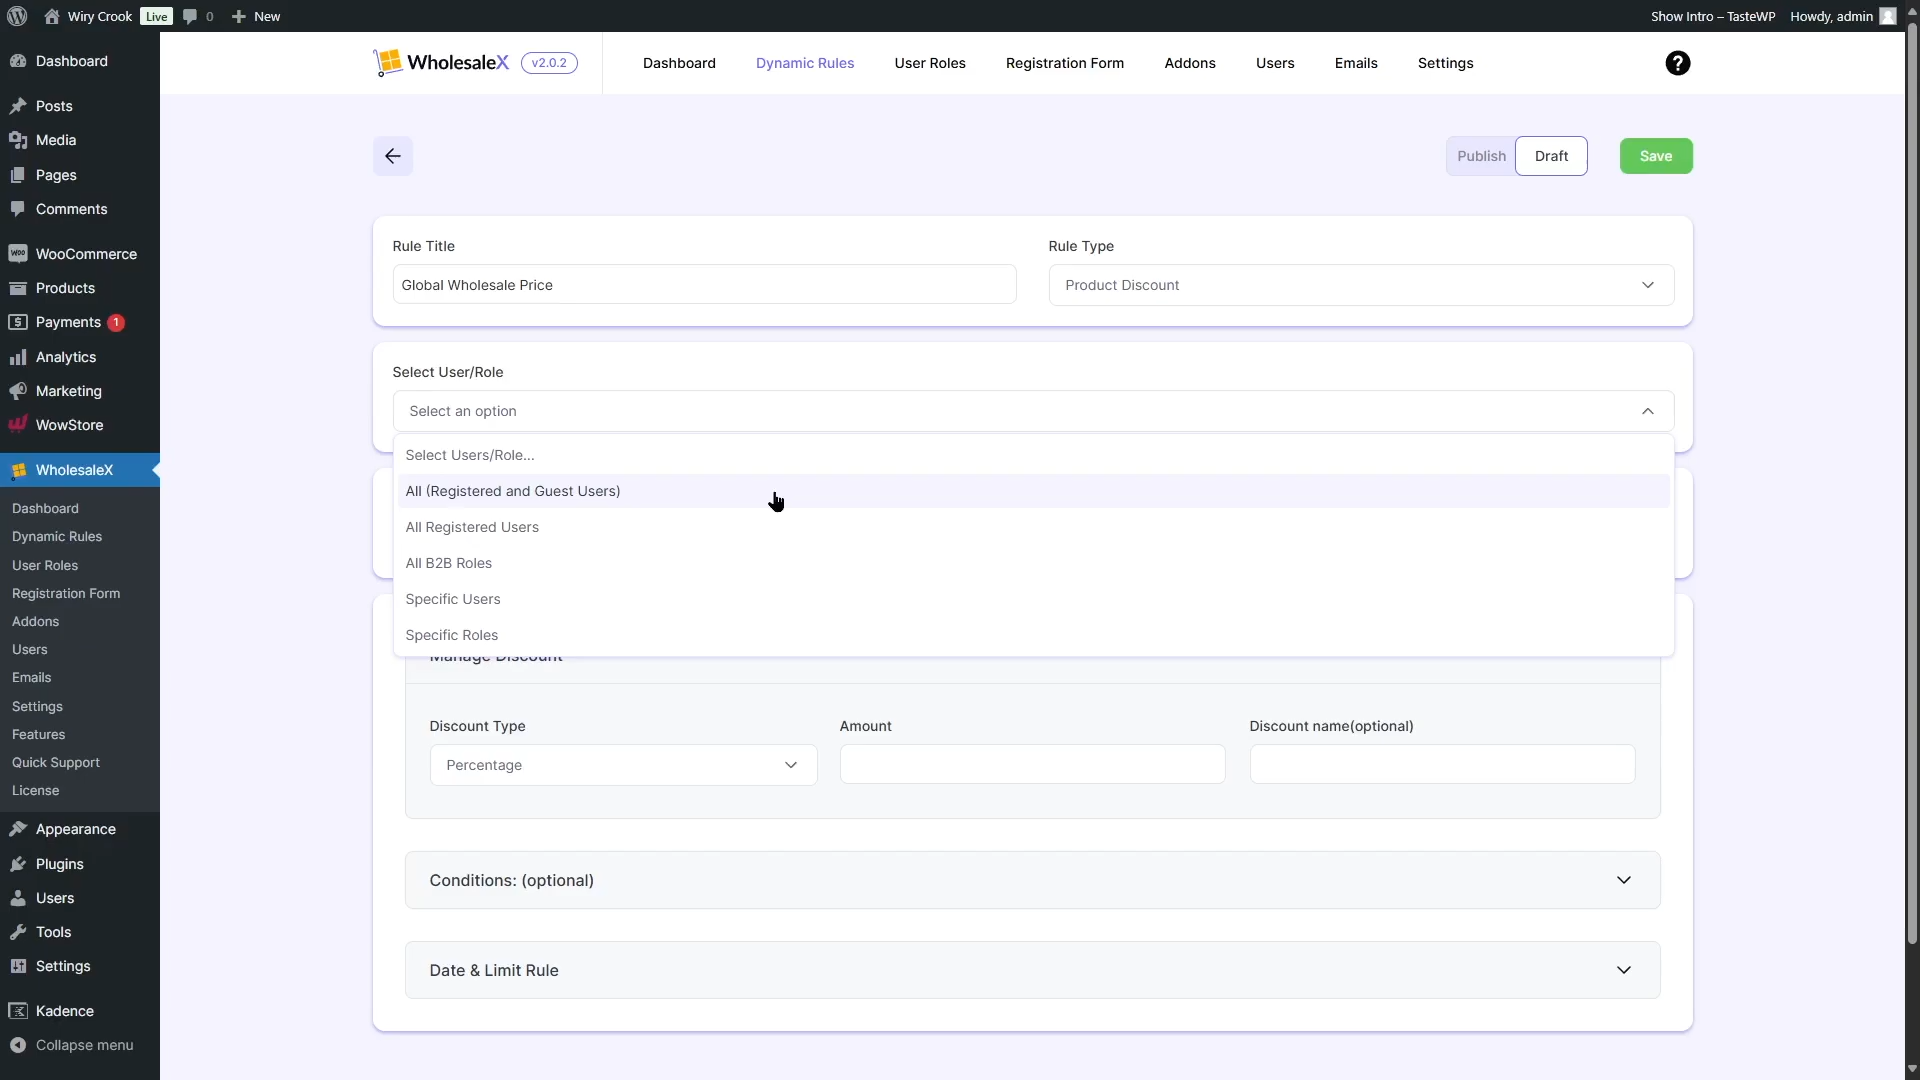 Wiry Crook Live 0 New Show Intro – TasteWP Howdy, admin
Dashboard
Posts
Media
Pages
Comments
WooCommerce
Products
Payments 1
Analytics
Marketing
WowStore
WholesaleX
Dashboard
Dynamic Rules
User Roles
Registration Form
Addons
Users
Emails
Settings
Features
Quick Support
License
Appearance
Plugins
Users
Tools
Settings
Kadence
Collapse menu
WholesaleX v2.0.2 Dashboard Dynamic Rules User Roles Registration Form Addons Users Emails Settings ?
Publish Draft Save
Rule Title Rule Type
Global Wholesale Price Product Discount
Select User/Role
Select an option
Select Users/Role...
All (Registered and Guest Users)
All Registered Users
All B2B Roles
Specific Users
Specific Roles
Manage Discount
Discount Type Amount Discount name(optional)
Percentage
Conditions: (optional)
Date & Limit Rule